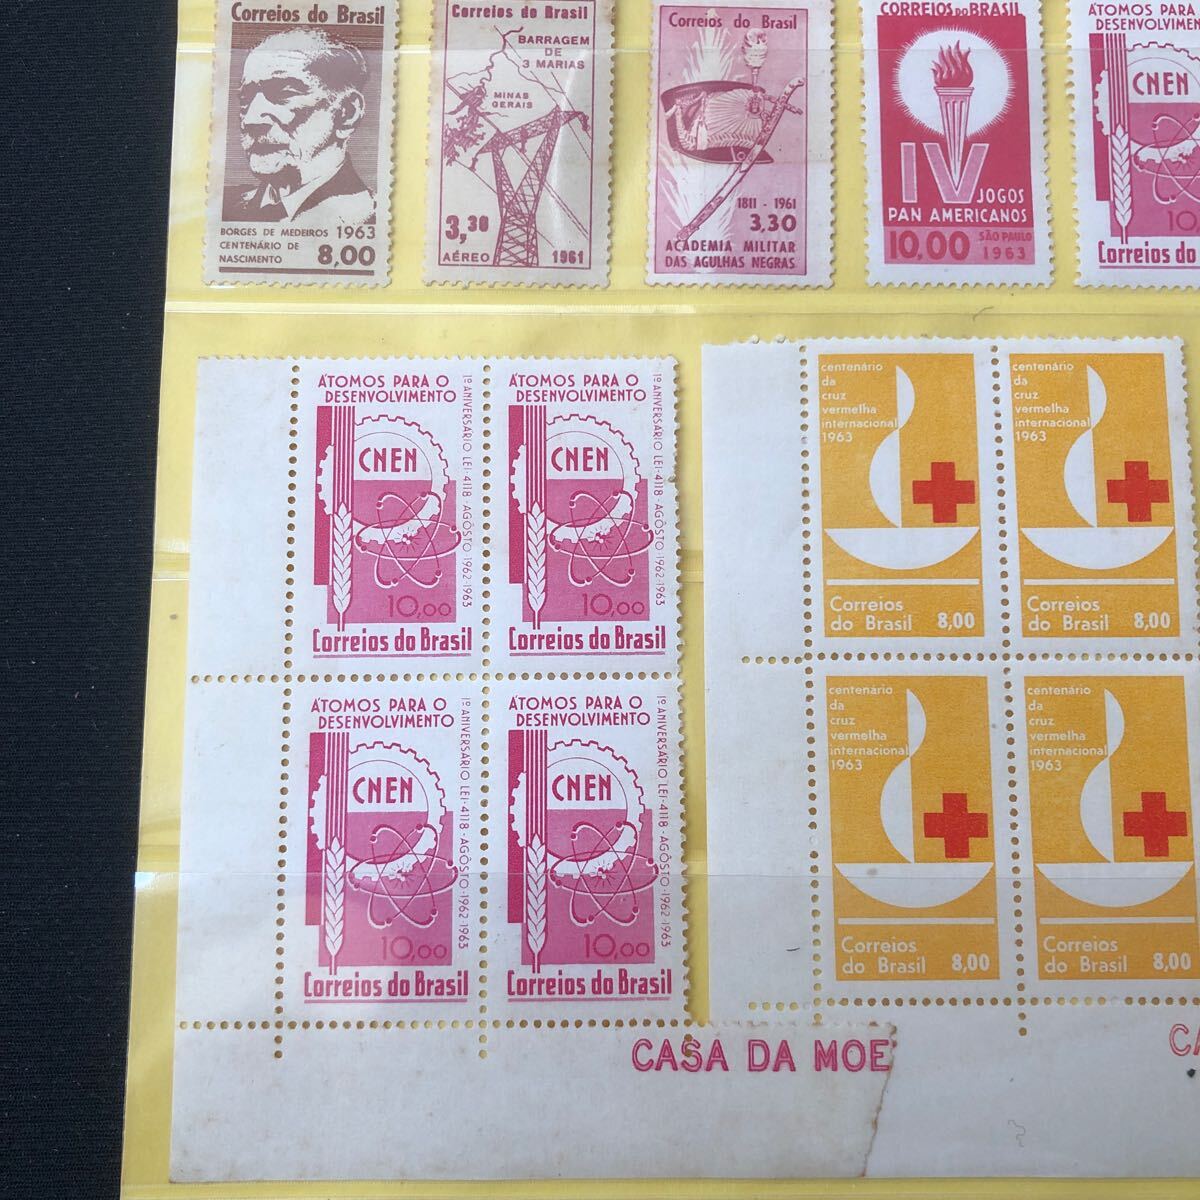 Correios do Brasil
BORGES DE MEDEIROS 1963
CENTENÁRIO DE
NASCIMENTO
8,00
Correios do Brasil
BARRAGEM
DE
3 MARIAS
MINAS
GERAIS
3,30
AÉREO
1961
Correios do Brasil
1811 - 1961
3,30
ACADEMIA MILITAR
DAS AGULHAS NEGRAS
CORREIOS DO BRASIL
IV
JOGOS
PAN AMERICANOS
10,00
SÃO PAULO
1963
ÁTOMOS PARA
DESENVOLVIME
CNEN
Correios do
ÁTOMOS PARA O
DESENVOLVIMENTO
1º ANIVERSÁRIO LEI-4118-AGÔSTO-1962-1963
CNEN
10,00
Correios do Brasil
ÁTOMOS PARA O
DESENVOLVIMENTO
1º ANIVERSÁRIO LEI-4118-AGÔSTO-1962-1963
CNEN
10,00
Correios do Brasil
ÁTOMOS PARA O
DESENVOLVIMENTO
1º ANIVERSÁRIO LEI-4118-AGÔSTO-1962-1963
CNEN
10,00
Correios do Brasil
ÁTOMOS PARA O
DESENVOLVIMENTO
1º ANIVERSÁRIO LEI-4118-AGÔSTO-1962-1963
CNEN
10,00
Correios do Brasil
CASA DA MOE
centenário
da
cruz
vermelha
internacional
1963
Correios
do Brasil
8,00
centenário
da
cruz
vermelha
internacional
1963
Correios
do Brasil
8,00
centenário
da
cruz
vermelha
internacional
1963
Correios
do Brasil
8,00
centenário
da
cruz
vermelha
internacional
1963
Correios
do Brasil
8,00
CA